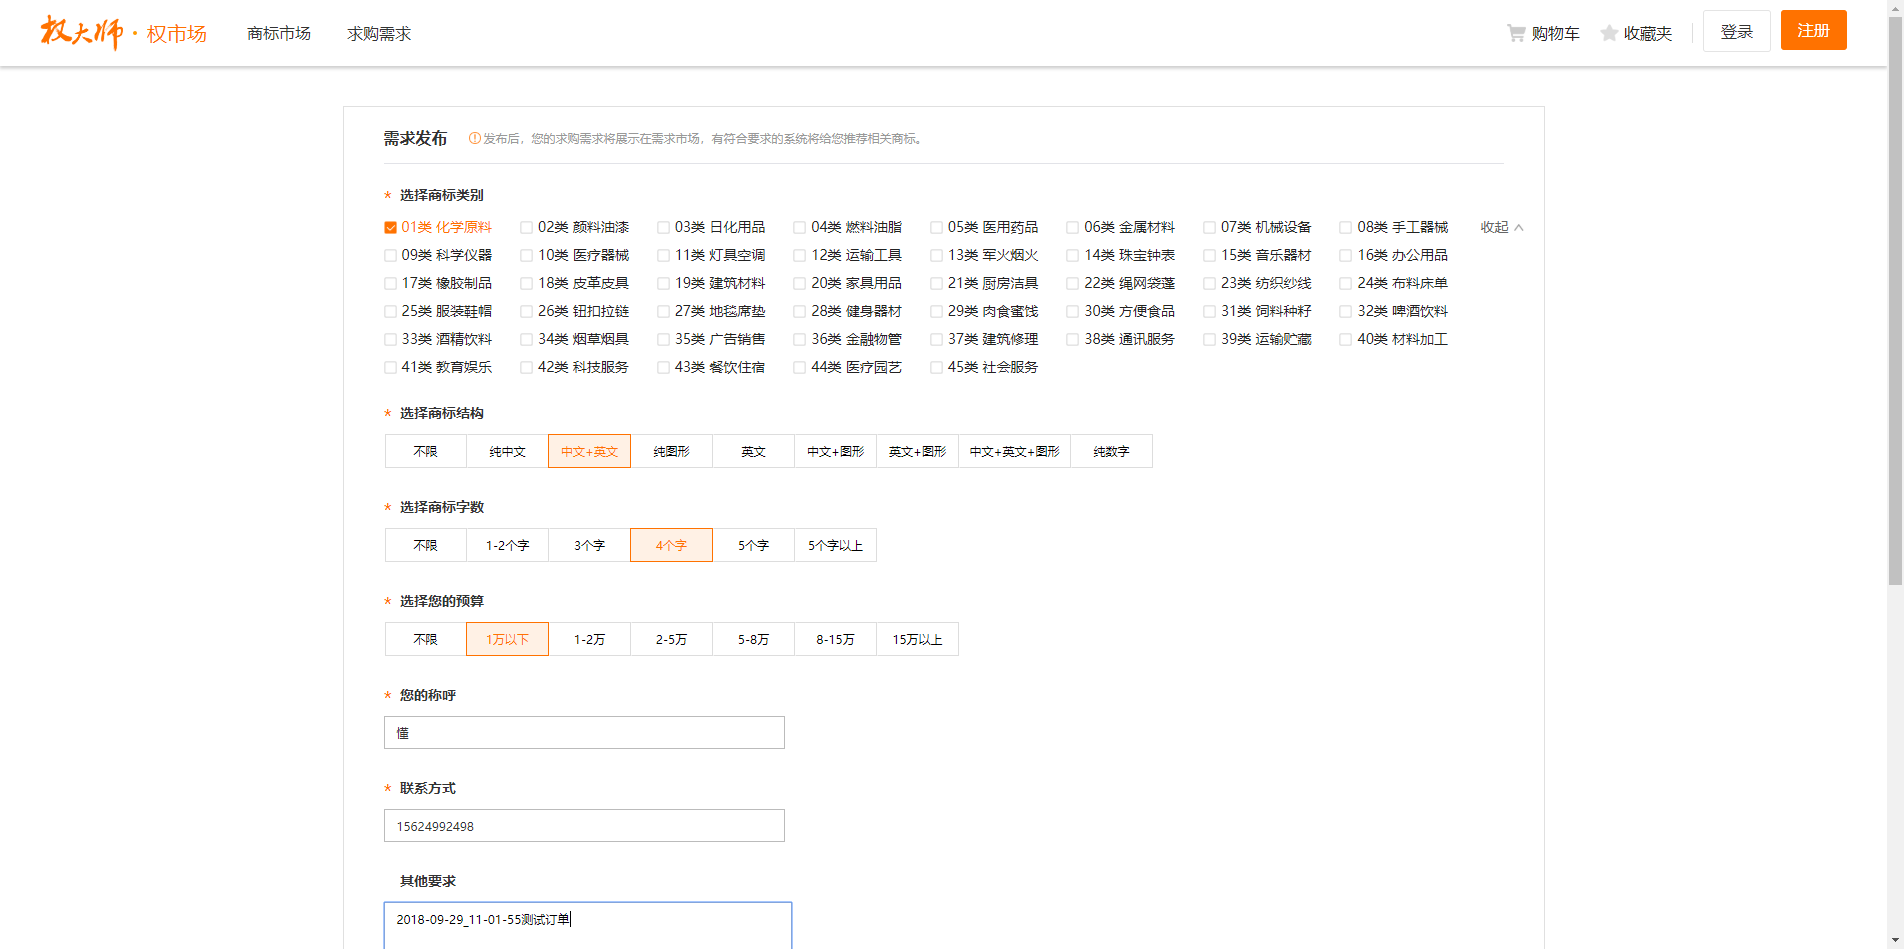 权大师·权市场 商标市场 求购需求 购物车 收藏夹 登录 注册
需求发布 发布后，您的求购需求将展示在需求市场，有符合要求的系统将给您推荐相关商标。
* 选择商标类别
01类 化学原料 02类 颜料油漆 03类 日化用品 04类 燃料油脂 05类 医用药品 06类 金属材料 07类 机械设备 08类 手工器械 收起
09类 科学仪器 10类 医疗器械 11类 灯具空调 12类 运输工具 13类 军火烟火 14类 珠宝钟表 15类 音乐器材 16类 办公用品
17类 橡胶制品 18类 皮革皮具 19类 建筑材料 20类 家具用品 21类 厨房洁具 22类 绳网袋蓬 23类 纺织纱线 24类 布料床单
25类 服装鞋帽 26类 钮扣拉链 27类 地毯席垫 28类 健身器材 29类 肉食蜜饯 30类 方便食品 31类 饲料种籽 32类 啤酒饮料
33类 酒精饮料 34类 烟草烟具 35类 广告销售 36类 金融物管 37类 建筑修理 38类 通讯服务 39类 运输贮藏 40类 材料加工
41类 教育娱乐 42类 科技服务 43类 餐饮住宿 44类 医疗园艺 45类 社会服务
* 选择商标结构
不限 纯中文 中文+英文 纯图形 英文 中文+图形 英文+图形 中文+英文+图形 纯数字
* 选择商标字数
不限 1-2个字 3个字 4个字 5个字 5个字以上
* 选择您的预算
不限 1万以下 1-2万 2-5万 5-8万 8-15万 15万以上
* 您的称呼
懂
* 联系方式
15624992498
其他要求
2018-09-29_11-01-55测试订单